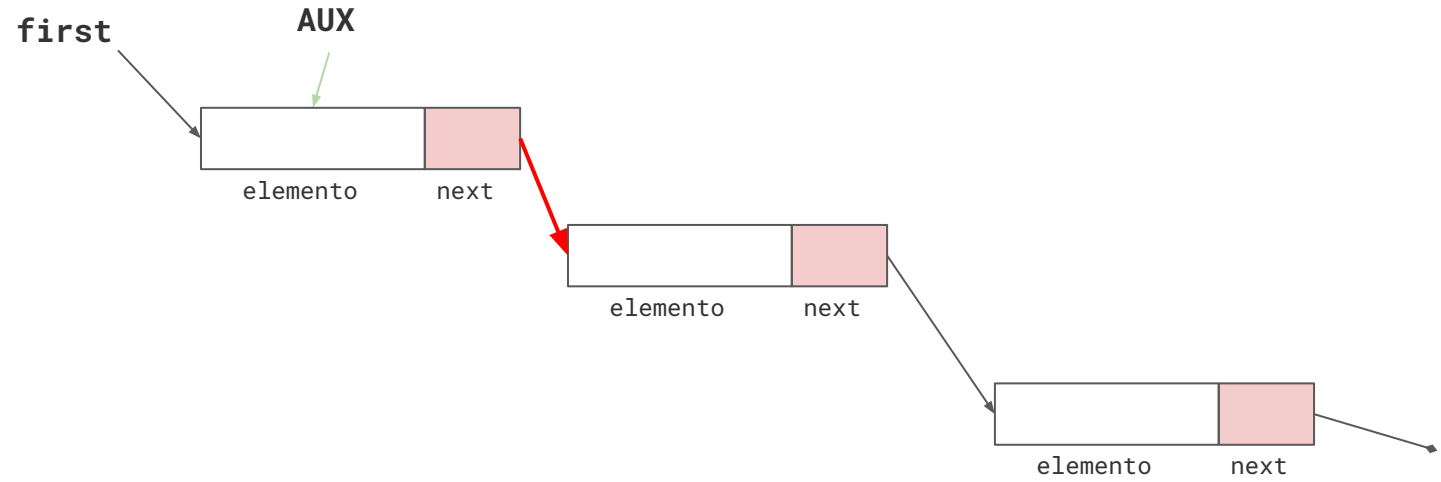 first
AUX
elemento
next
elemento
next
elemento
next